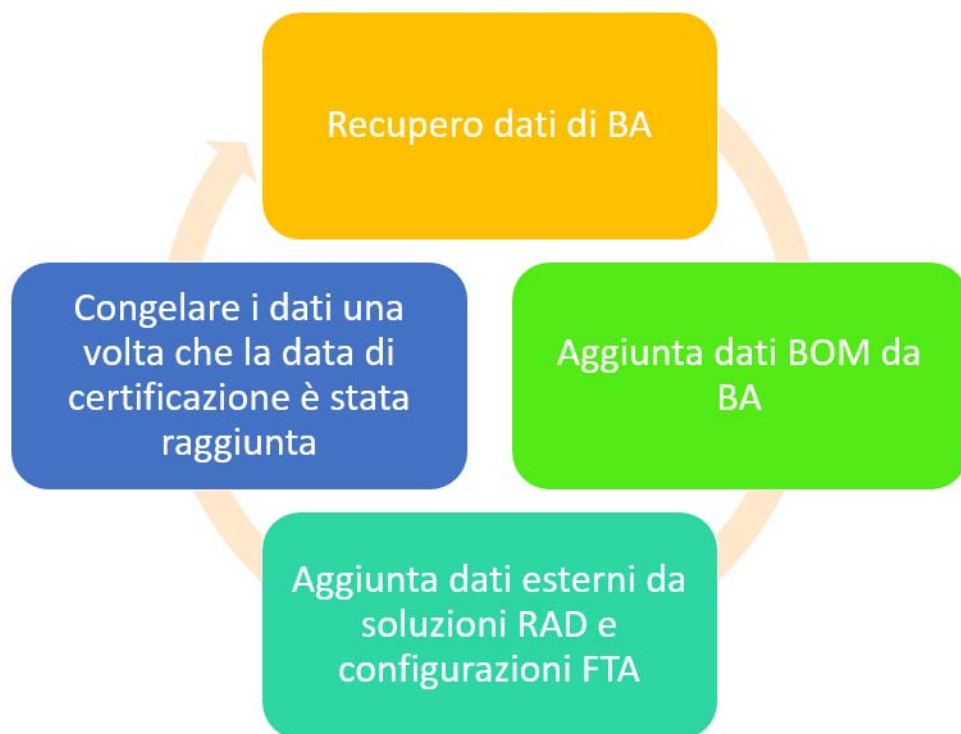 Recupero dati di BA
Aggiunta dati BOM da
BA
Aggiunta dati esterni da
soluzioni RAD e
configurazioni FTA
Congelare i dati una
volta che la data di
certificazione è stata
raggiunta